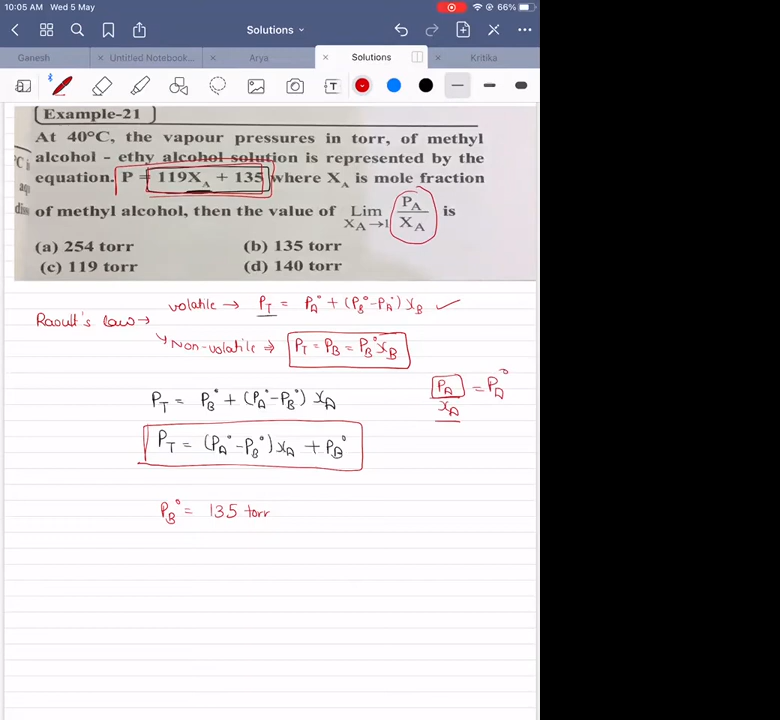 10:05 AM Wed 5 May
66%
Solutions
Ganesh
Untitled Notebook...
Arya
Solutions
Kritika
Example-21
At 40°C, the vapour pressures in torr, of methyl
alcohol - ethy alcohol solution is represented by the
equation. P = 119X_A + 135 where X_A is mole fraction
of methyl alcohol, then the value of Lim X_A→1 P_A/X_A is
(a) 254 torr (b) 135 torr
(c) 119 torr (d) 140 torr
Raoult's law → volatile → P_T = P_A° + (P_B° - P_A°) x_B ✓
Non-volatile ⇒ P_T = P_B = P_B° x_B
P_A/x_A = P_A°
P_T = P_B° + (P_A° - P_B°) x_A
P_T = (P_A° - P_B°) x_A + P_B°
P_B° = 135 torr